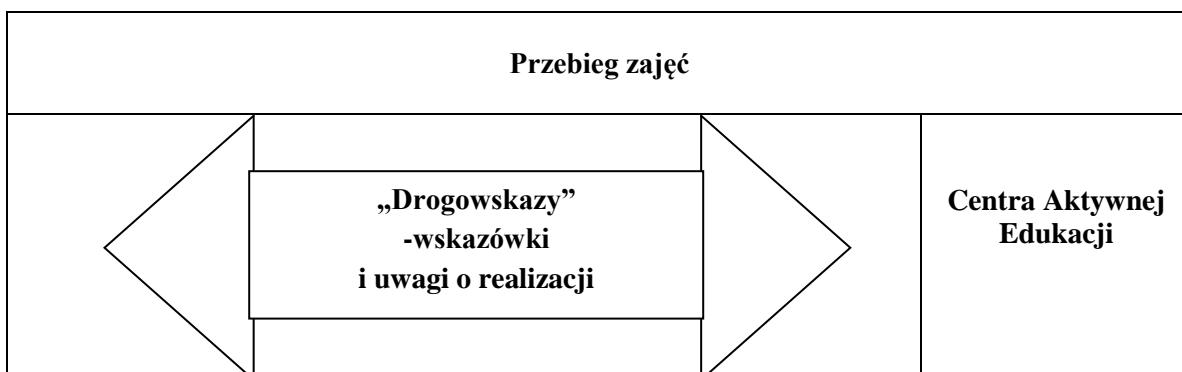 Przebieg zajęć
„Drogowskazy”
-wskazówki
i uwagi o realizacji
Centra Aktywnej
Edukacji